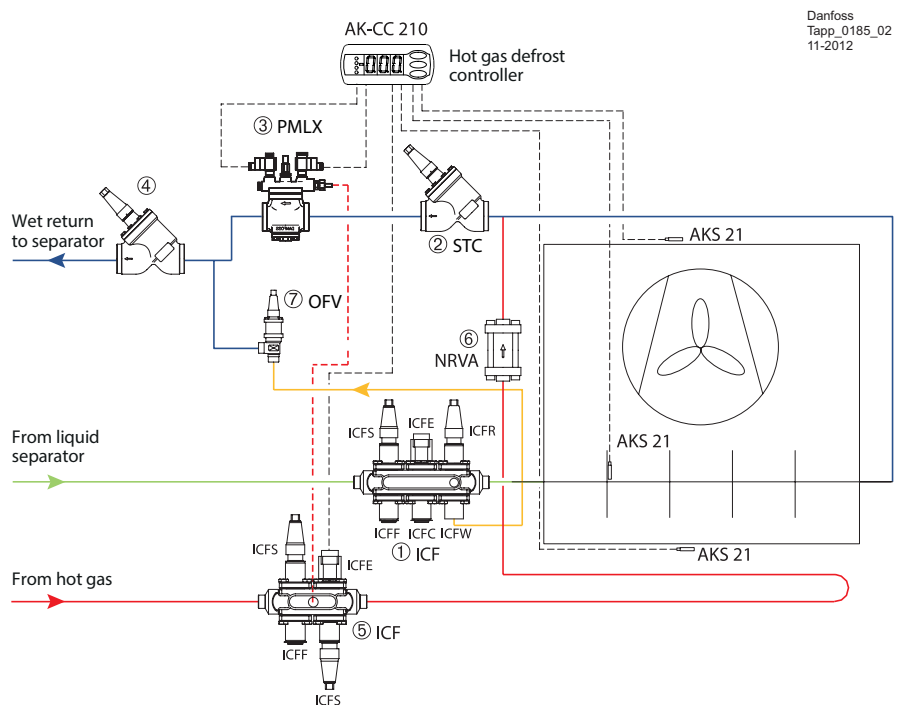 Danfoss
Tapp_0185_02
11-2012
AK-CC 210
000
Hot gas defrost
controller
③ PMLX
④
Wet return
to separator
② STC
AKS 21
⑦ OFV
⑥
NRVA
ICFS
ICFE
ICFR
AKS 21
From liquid
separator
ICFF
ICFC
ICFW
① ICF
ICFS
ICFE
AKS 21
From hot gas
⑤ ICF
ICFF
ICFS